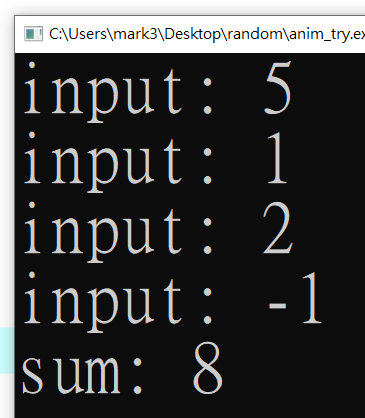 C:\Users\mark3\Desktop\random\anim_try.ex
input: 5
input: 1
input: 2
input: -1
sum: 8